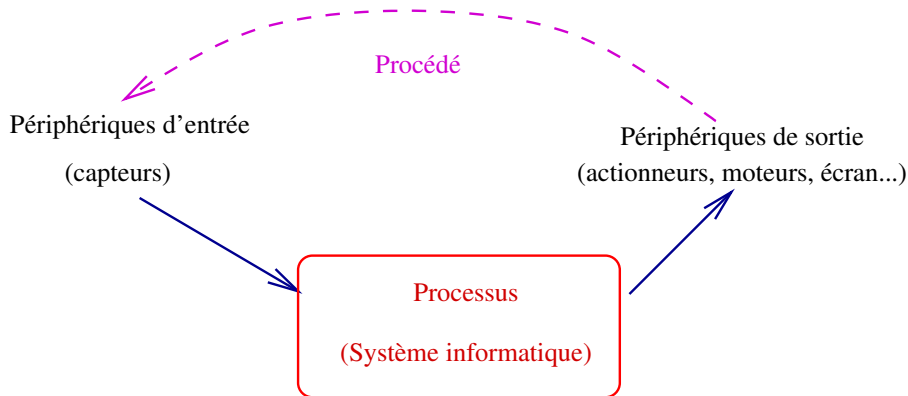 Procédé
Périphériques d'entrée
(capteurs)
Périphériques de sortie
(actionneurs, moteurs, écran...)
Processus
(Système informatique)